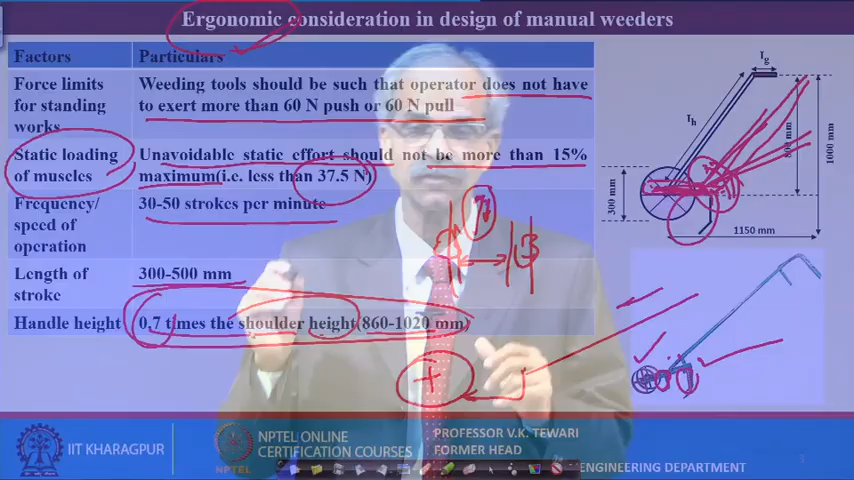 Ergonomic consideration in design of manual weeders
Factors
Particulars
Force limits
for standing
works
Weeding tools should be such that operator does not have
to exert more than 60 N push or 60 N pull
Static loading
of muscles
Unavoidable static effort should not be more than 15%
maximum(i.e. less than 37.5 N)
Frequency/
speed of
operation
30-50 strokes per minute
Length of
stroke
300-500 mm
Handle height
0.7 times the shoulder height (860-1020 mm)
lg
lh
300 mm
1000 mm
1150 mm
IIT KHARAGPUR
NPTEL
NPTEL ONLINE
CERTIFICATION COURSES
PROFESSOR V.K. TEWARI
FORMER HEAD
ENGINEERING DEPARTMENT
3